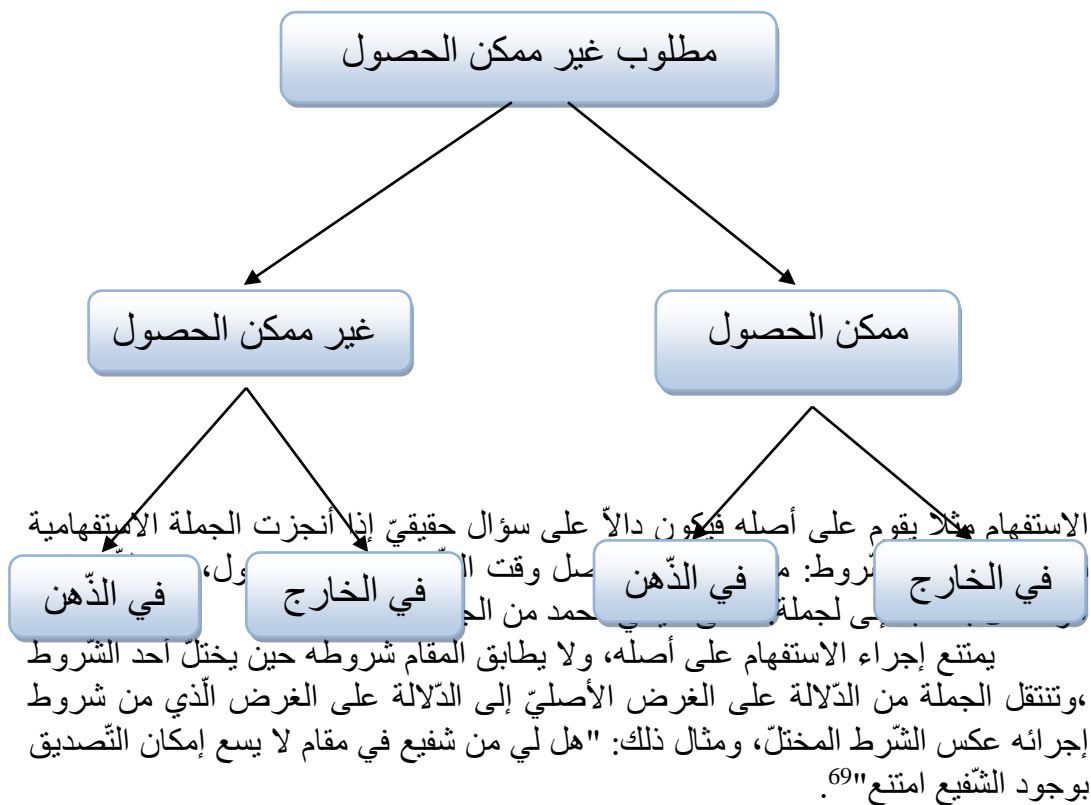 مطلوب غير ممكن الحصول
ممكن الحصول
غير ممكن الحصول
الاستفهام مثلا يقوم على أصله فيكون دالاّ على سؤال حقيقيّ إذا أنجزت الجملة الاستفهامية
في الخارج
في الذّهن
في الخارج
في الذّهن
يمتنع إجراء الاستفهام على أصله، ولا يطابق المقام شروطه حين يختلّ أحد الشّروط
،وتنتقل الجملة من الدّلالة على الغرض الأصليّ إلى الدّلالة على الغرض الّذي من شروط
إجرائه عكس الشّرط المختلّ، ومثال ذلك: "هل لي من شفيع في مقام لا يسع إمكان التّصديق
بوجود الشّفيع امتنع"69.